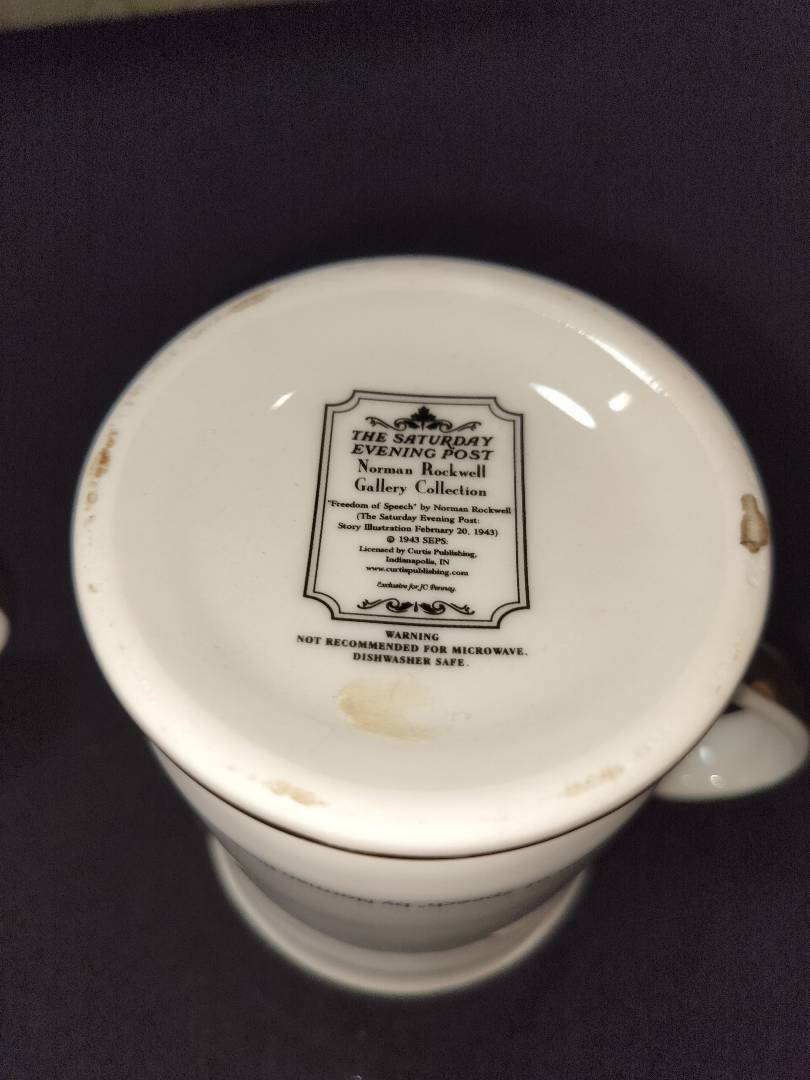 THE SATURDAY
EVENING POST
Norman Rockwell
Gallery Collection
"Freedom of Speech" by Norman Rockwell
(The Saturday Evening Post:
Story Illustration February 20, 1943)
© 1943 SEPS:
Licensed by Curtis Publishing,
Indianapolis, IN
www.curtispublishing.com
Exclusive for JC Penney.
WARNING
NOT RECOMMENDED FOR MICROWAVE.
DISHWASHER SAFE.
by